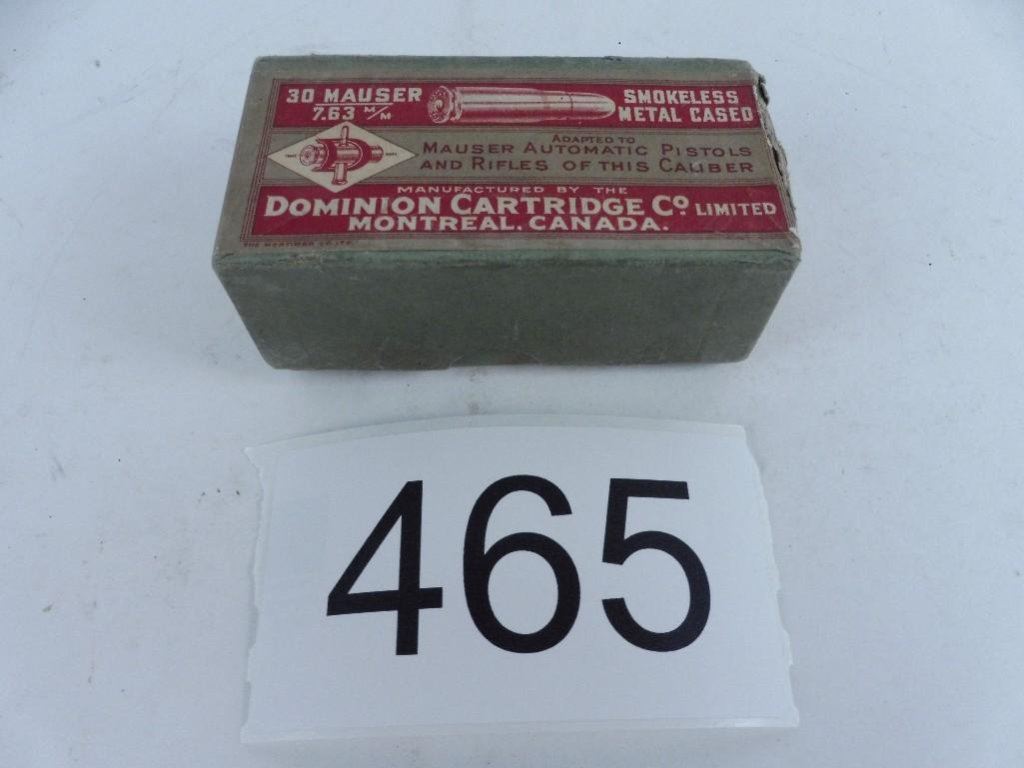 30 MAUSER
7.63 M/M
SMOKELESS
METAL CASED
ADAPTED TO
MAUSER AUTOMATIC PISTOLS
AND RIFLES OF THIS CALIBER
MANUFACTURED BY THE
DOMINION CARTRIDGE Co LIMITED
MONTREAL. CANADA.
465